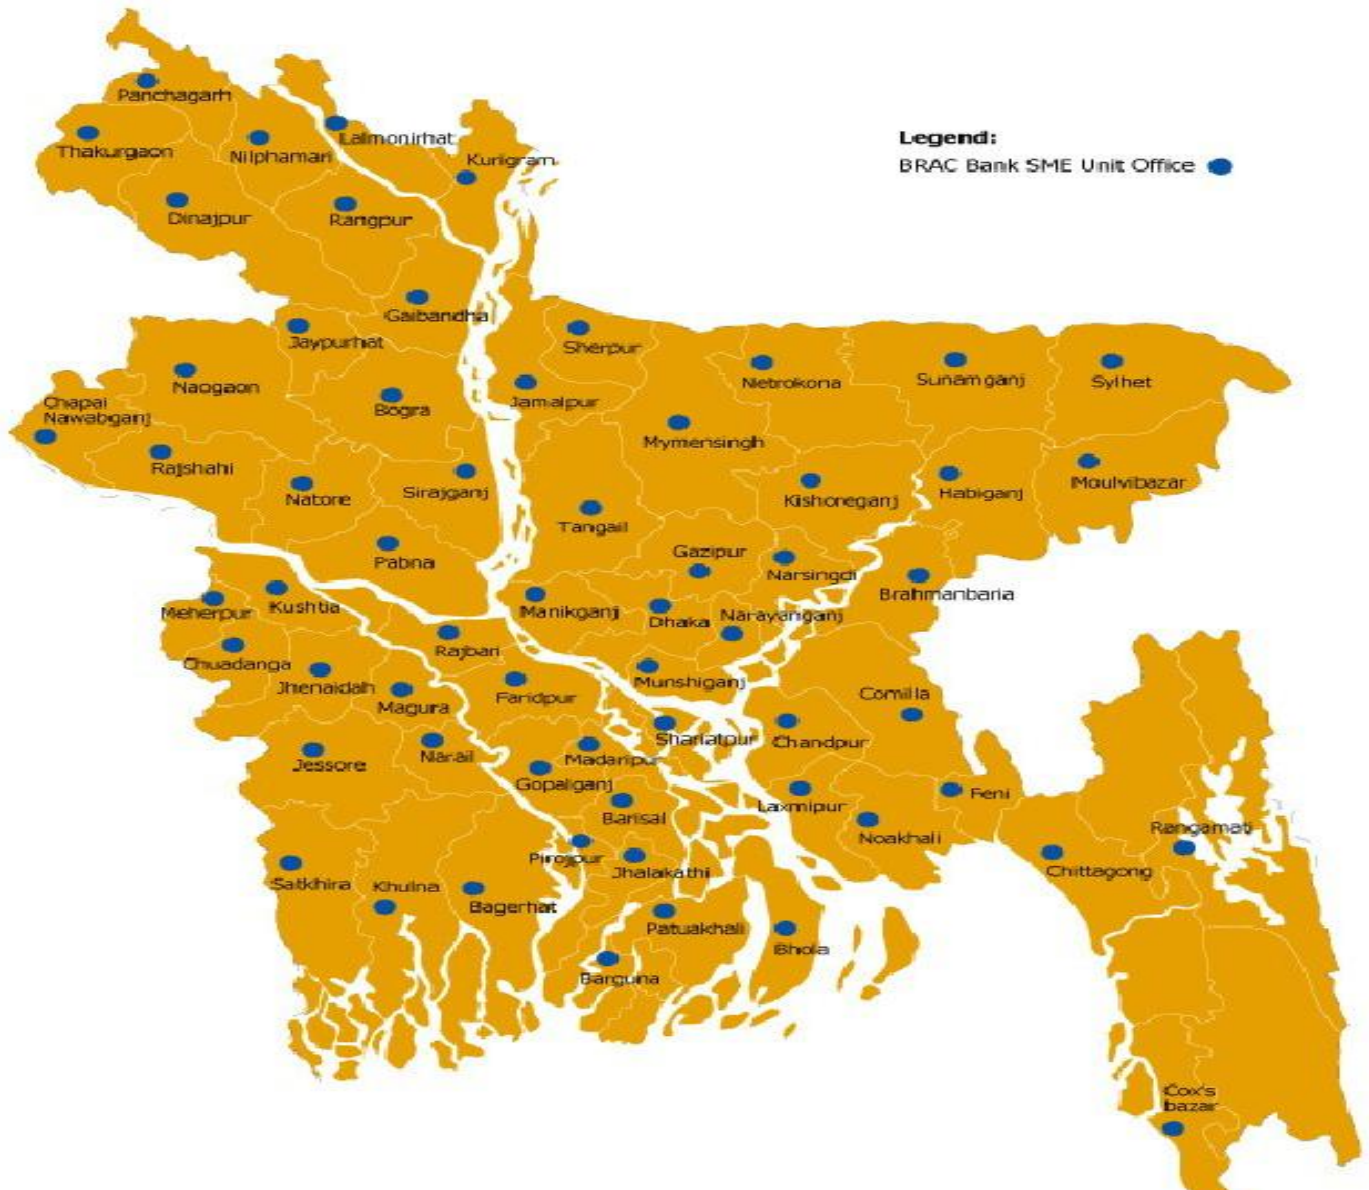 Panchagarh
Thakurgaon
Nilphamari
Lalmonirhat
Kurigram
Legend:
BRAC Bank SME Unit Office
Dinajpur
Rangpur
Gaibandha
Jaypurhat
Sherpur
Naogaon
Netrokona
Sunamganj
Sylhet
Chapai
Nawabiganj
Bogra
Jamalpur
Mymensingh
Rajshahi
Natore
Sirajganj
Kishoreganj
Habiganj
Moulvibazar
Tangail
Pabna
Gazipur
Narsingdi
Brahmanbaria
Meherpur
Kushtia
Manikganj
Dhaka
Narayanganj
Rajbari
Chuadanga
Jhenaidah
Magura
Faridpur
Munshiganj
Comilla
Shariatpur
Chandpur
Jessore
Narail
Madaripur
Gopalganj
Laxmipur
Feni
Barisal
Noakhali
Rangamati
Pirojpur
Jhalakathi
Chittagong
Satkhira
Khulna
Bagerhat
Patuakhali
Bhola
Barguna
Cox's
bazar